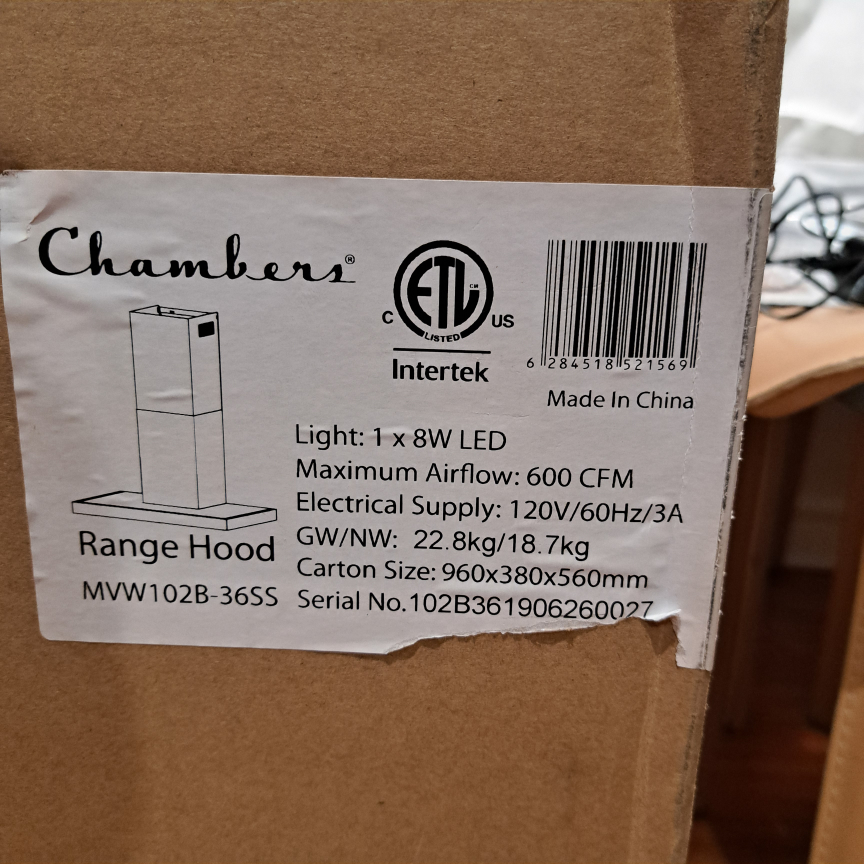 Chambers®
C ETL CM US
LISTED
Intertek
6 284518 521569
Made In China
Light: 1 x 8W LED
Maximum Airflow: 600 CFM
Electrical Supply: 120V/60Hz/3A
GW/NW: 22.8kg/18.7kg
Carton Size: 960x380x560mm
Serial No.102B361906260027
Range Hood
MVW102B-36SS